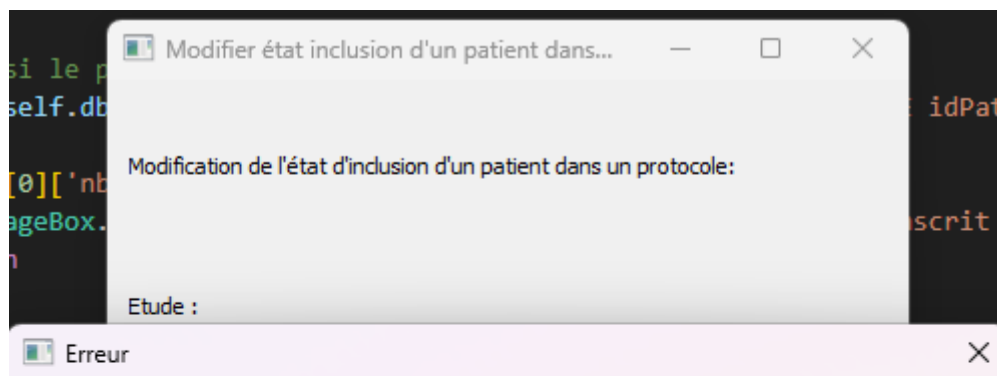 Modifier état inclusion d'un patient dans...
si le p
self.db
idPat
Modification de l'état d'inclusion d'un patient dans un protocole:
[0]['nb
ageBox.
scrit
Etude :
Erreur